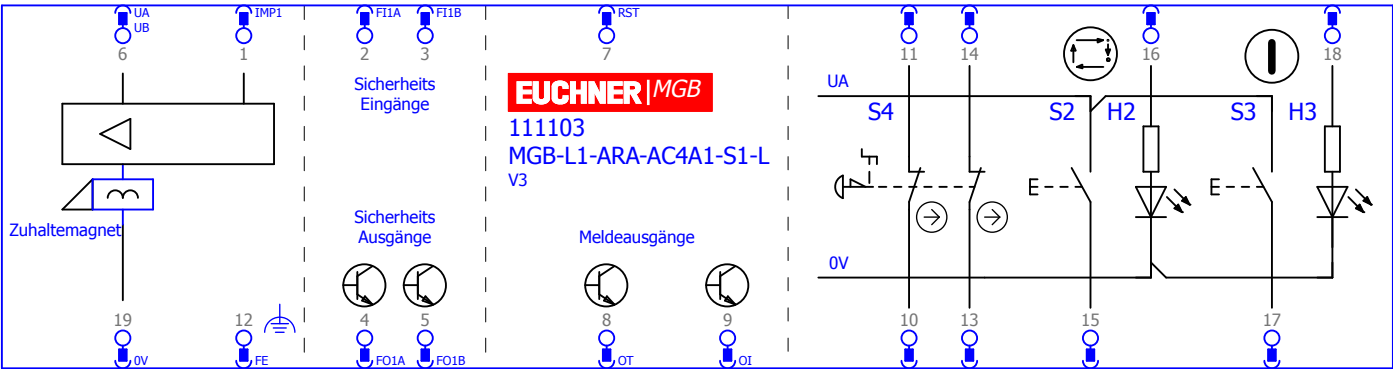 UA IMP1 FI1A FI1B RST
UB
6 1 2 3 7 11 14 16 18
Sicherheits
Eingänge
EUCHNER MGB
111103
MGB-L1-ARA-AC4A1-S1-L
V3
UA
S4 S2 H2 S3 H3
Zuhaltemagnet
Sicherheits
Ausgänge
Meldeausgänge
0V
19 12 4 5 8 9 10 13 15 17
0V FE FO1A FO1B OT OI